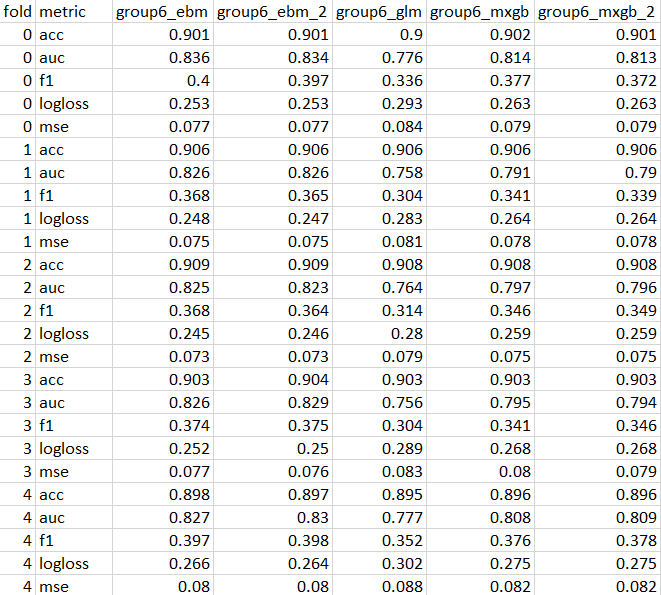 fold metric group6_ebm group6_ebm_2 group6_glm group6_mxgb group6_mxgb_2
0 acc 0.901 0.901 0.9 0.902 0.901
0 auc 0.836 0.834 0.776 0.814 0.813
0 f1 0.4 0.397 0.336 0.377 0.372
0 logloss 0.253 0.253 0.293 0.263 0.263
0 mse 0.077 0.077 0.084 0.079 0.079
1 acc 0.906 0.906 0.906 0.906 0.906
1 auc 0.826 0.826 0.758 0.791 0.79
1 f1 0.368 0.365 0.304 0.341 0.339
1 logloss 0.248 0.247 0.283 0.264 0.264
1 mse 0.075 0.075 0.081 0.078 0.078
2 acc 0.909 0.909 0.908 0.908 0.908
2 auc 0.825 0.823 0.764 0.797 0.796
2 f1 0.368 0.364 0.314 0.346 0.349
2 logloss 0.245 0.246 0.28 0.259 0.259
2 mse 0.073 0.073 0.079 0.075 0.075
3 acc 0.903 0.904 0.903 0.903 0.903
3 auc 0.826 0.829 0.756 0.795 0.794
3 f1 0.374 0.375 0.304 0.341 0.346
3 logloss 0.252 0.25 0.289 0.268 0.268
3 mse 0.077 0.076 0.083 0.08 0.079
4 acc 0.898 0.897 0.895 0.896 0.896
4 auc 0.827 0.83 0.777 0.808 0.809
4 f1 0.397 0.398 0.352 0.376 0.378
4 logloss 0.266 0.264 0.302 0.275 0.275
4 mse 0.08 0.08 0.088 0.082 0.082